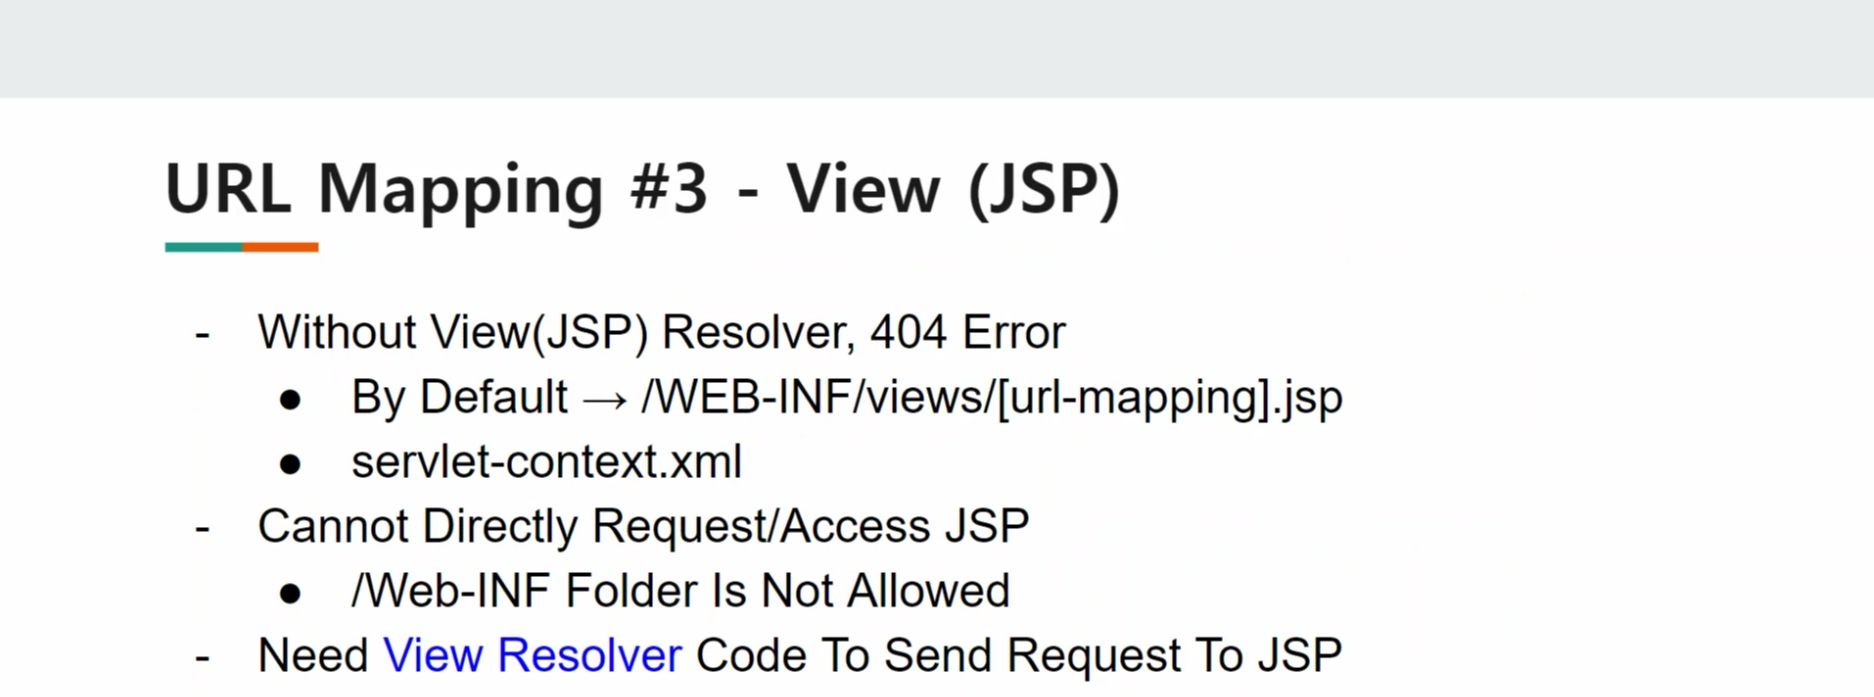 URL Mapping #3 - View (JSP)
- Without View(JSP) Resolver, 404 Error
● By Default → /WEB-INF/views/[url-mapping].jsp
● servlet-context.xml
- Cannot Directly Request/Access JSP
● /Web-INF Folder Is Not Allowed
- Need View Resolver Code To Send Request To JSP